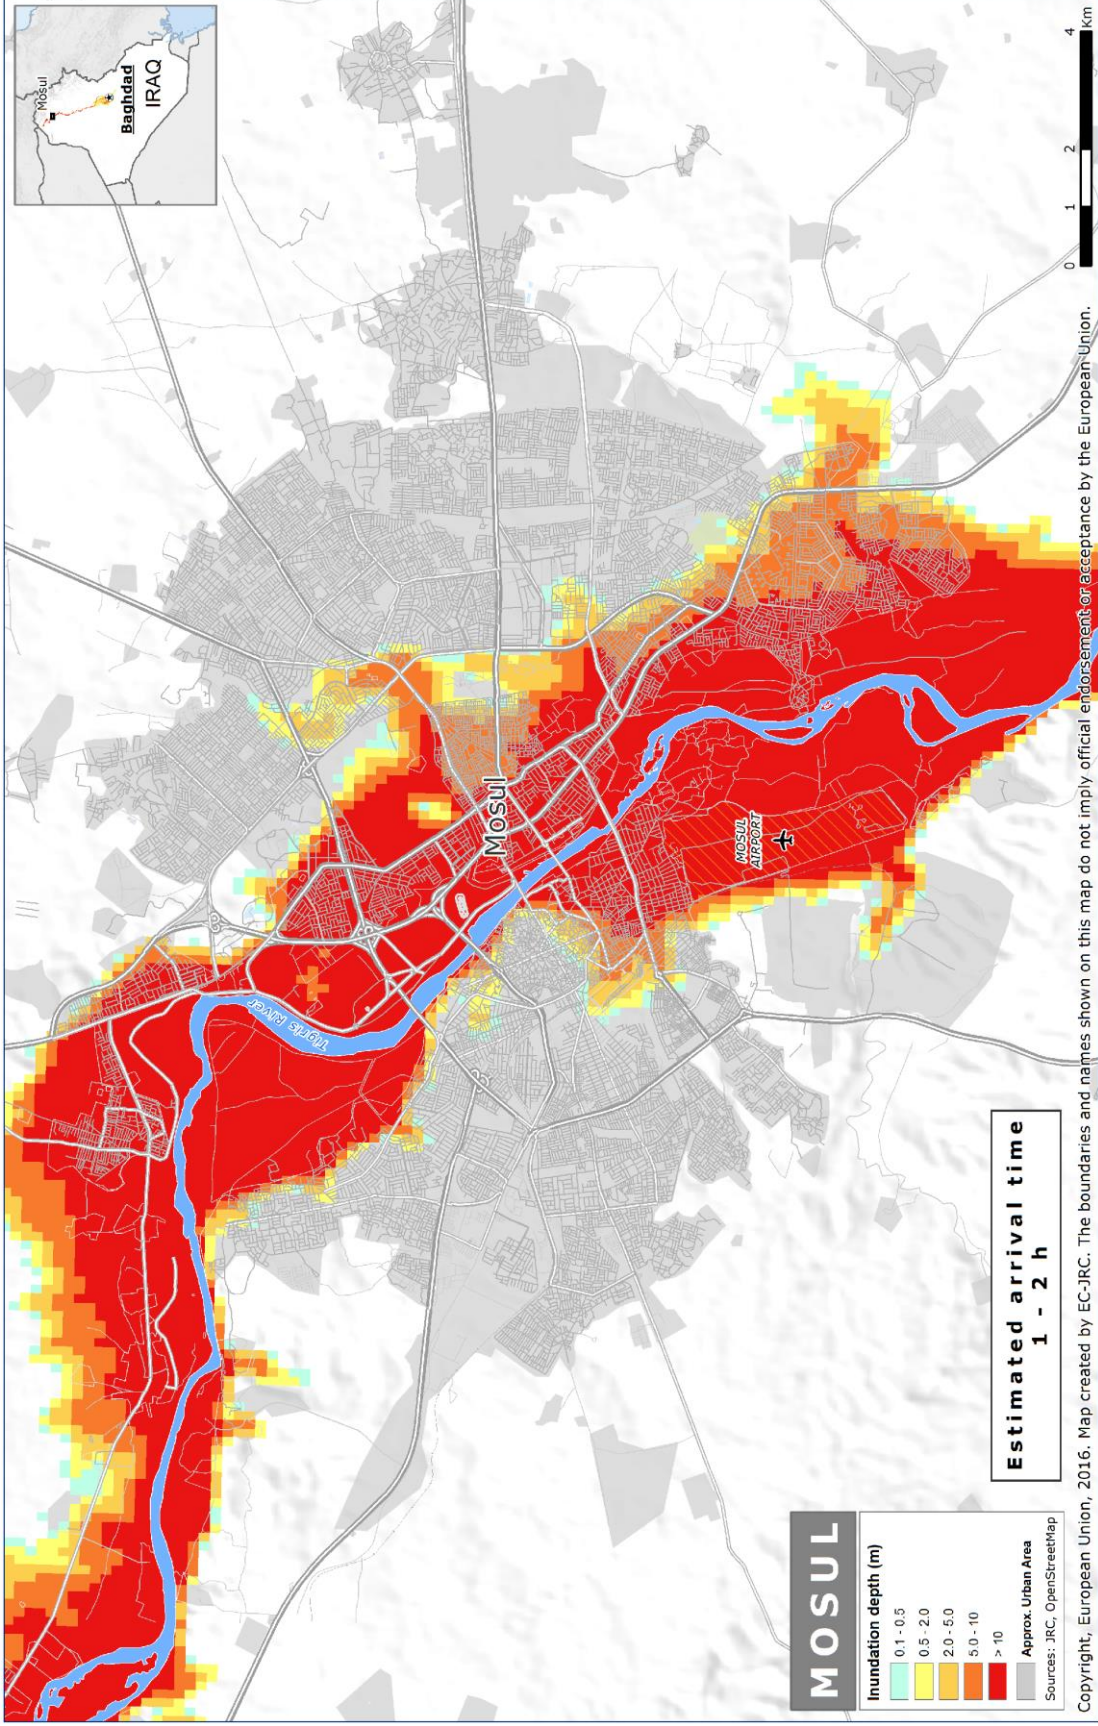 Mosul
Baghdad
IRAQ
Tigris River
Mosul
MOSUL
AIRPORT
Estimated arrival time
1 - 2 h
MOSUL
Inundation depth (m)
0.1 - 0.5
0.5 - 2.0
2.0 - 5.0
5.0 - 10
> 10
Approx. Urban Area
Sources: JRC, OpenStreetMap
0 1 2 4
Km
Copyright, European Union, 2016. Map created by EC-JRC. The boundaries and names shown on this map do not imply official endorsement or acceptance by the European Union.